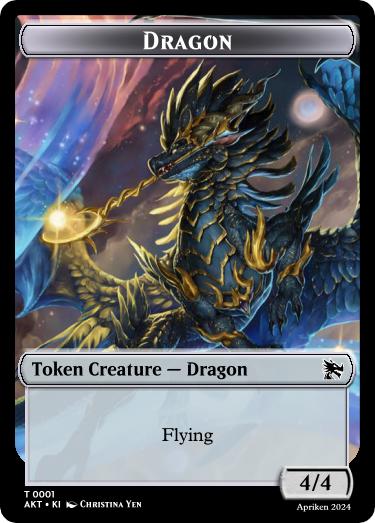 Dragon
Token Creature — Dragon
Flying
4/4
T 0001
AKT • KI Christina Yen
Apriken 2024